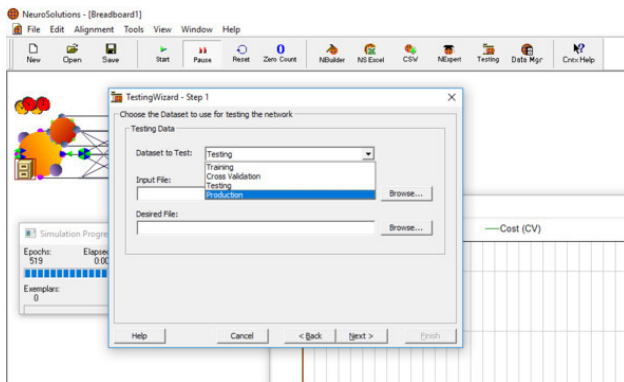 NeuroSolutions - [Breadboard1]
File Edit Alignment Tools View Window Help
New Open Save Start Pause Reset Zero Count NBuilder NS Excel CSV NExpert Testing Data Mgr Cntx Help
TestingWizard - Step 1
Choose the Dataset to use for testing the network
Testing Data
Dataset to Test: Testing
Training
Cross Validation
Testing
Production
Input File:
Browse...
Desired File:
Browse...
Cost (CV)
Simulation Progre
Epochs: Elapse
519 0:00
Exemplars:
0
Help Cancel < Back Next > Finish